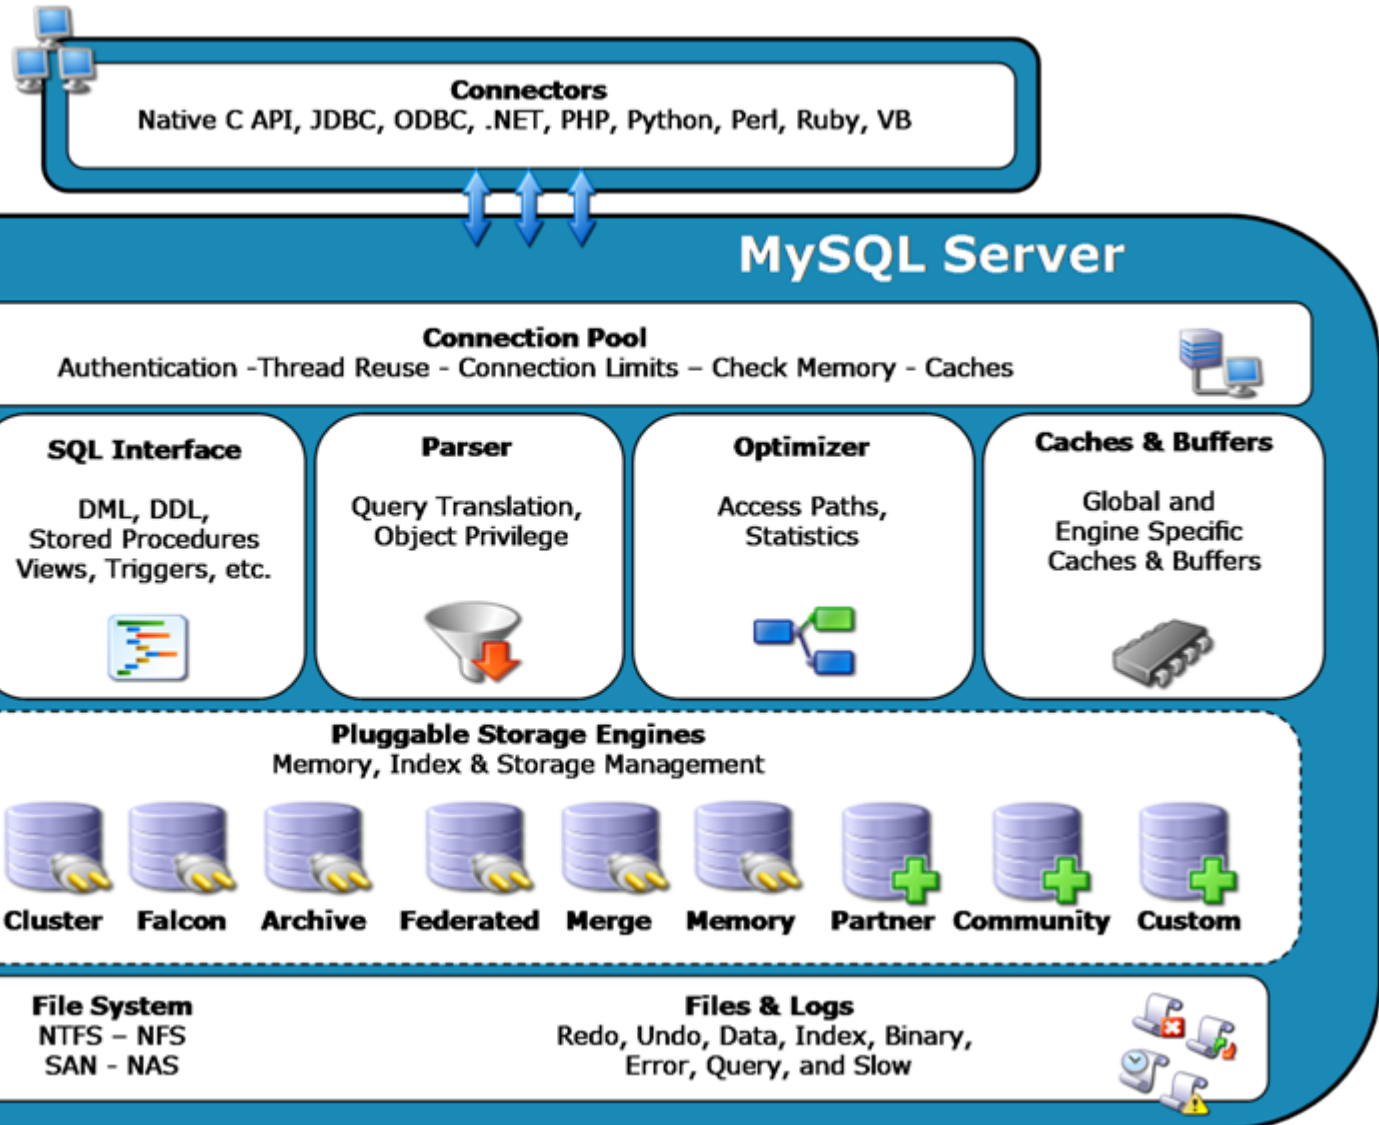 Connectors
Native C API, JDBC, ODBC, .NET, PHP, Python, Perl, Ruby, VB
MySQL Server
Connection Pool
Authentication -Thread Reuse - Connection Limits – Check Memory - Caches
SQL Interface
DML, DDL,
Stored Procedures
Views, Triggers, etc.
Parser
Query Translation,
Object Privilege
Optimizer
Access Paths,
Statistics
Caches & Buffers
Global and
Engine Specific
Caches & Buffers
Pluggable Storage Engines
Memory, Index & Storage Management
Cluster
Falcon
Archive
Federated
Merge
Memory
Partner
Community
Custom
File System
NTFS – NFS
SAN - NAS
Files & Logs
Redo, Undo, Data, Index, Binary,
Error, Query, and Slow